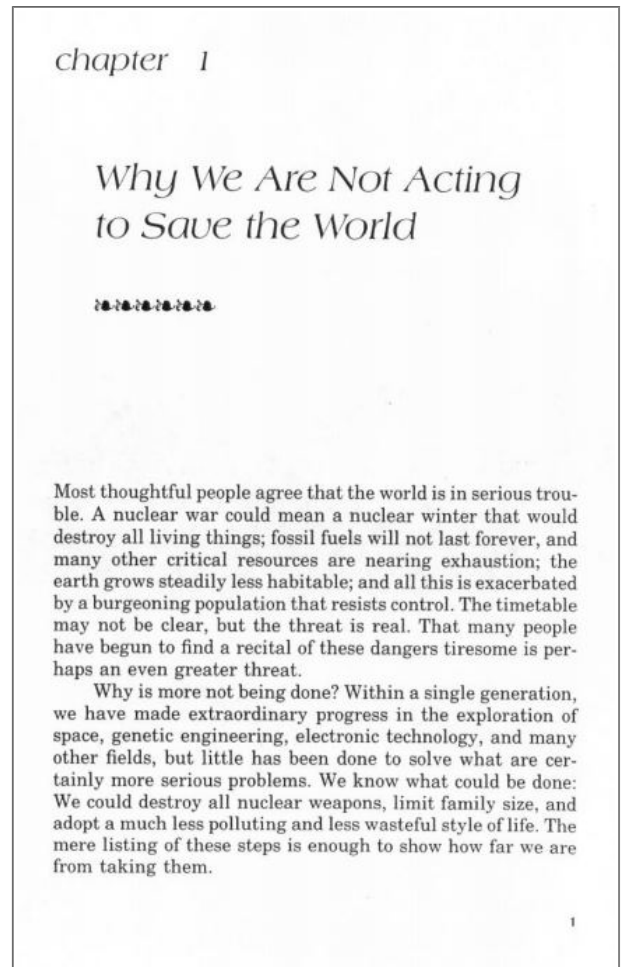 chapter 1
Why We Are Not Acting
to Save the World
Most thoughtful people agree that the world is in serious trou-
ble. A nuclear war could mean a nuclear winter that would
destroy all living things; fossil fuels will not last forever, and
many other critical resources are nearing exhaustion; the
earth grows steadily less habitable; and all this is exacerbated
by a burgeoning population that resists control. The timetable
may not be clear, but the threat is real. That many people
have begun to find a recital of these dangers tiresome is per-
haps an even greater threat.
Why is more not being done? Within a single generation,
we have made extraordinary progress in the exploration of
space, genetic engineering, electronic technology, and many
other fields, but little has been done to solve what are cer-
tainly more serious problems. We know what could be done:
We could destroy all nuclear weapons, limit family size, and
adopt a much less polluting and less wasteful style of life. The
mere listing of these steps is enough to show how far we are
from taking them.
1